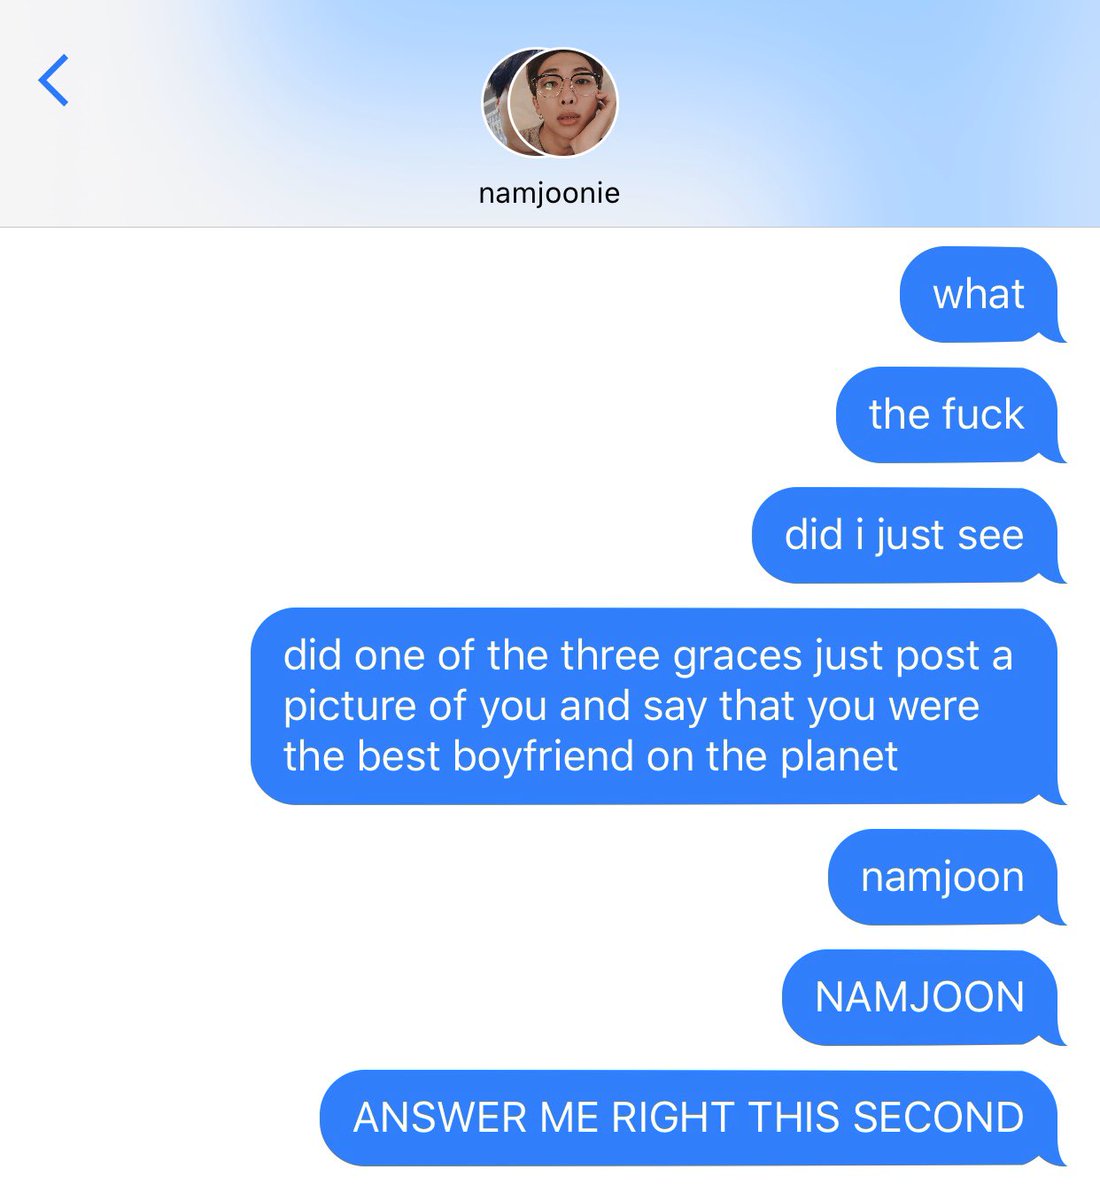 namjoonie
what
the fuck
did i just see
did one of the three graces just post a
picture of you and say that you were
the best boyfriend on the planet
namjoon
NAMJOON
ANSWER ME RIGHT THIS SECOND